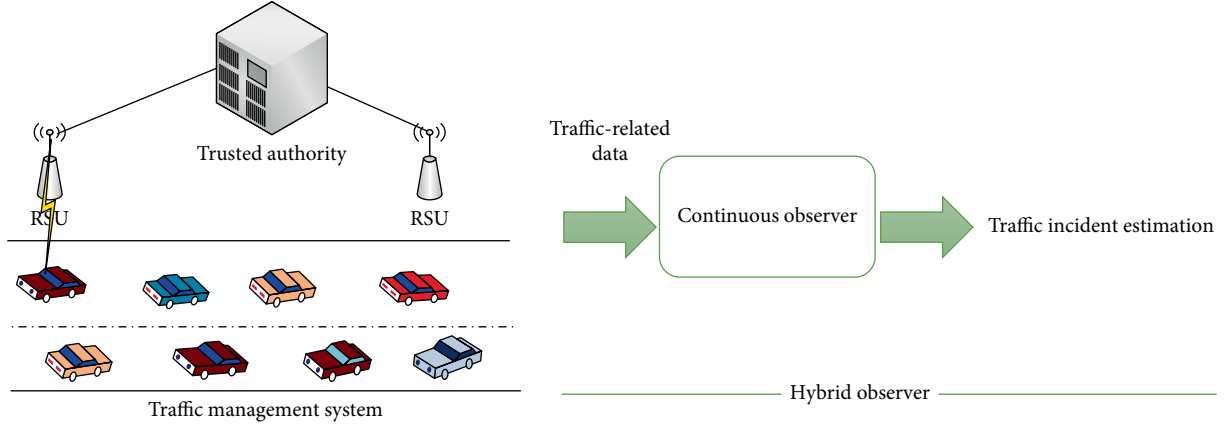 Trusted authority
RSU
RSU
Traffic management system
Traffic-related
data
Continuous observer
Traffic incident estimation
Hybrid observer